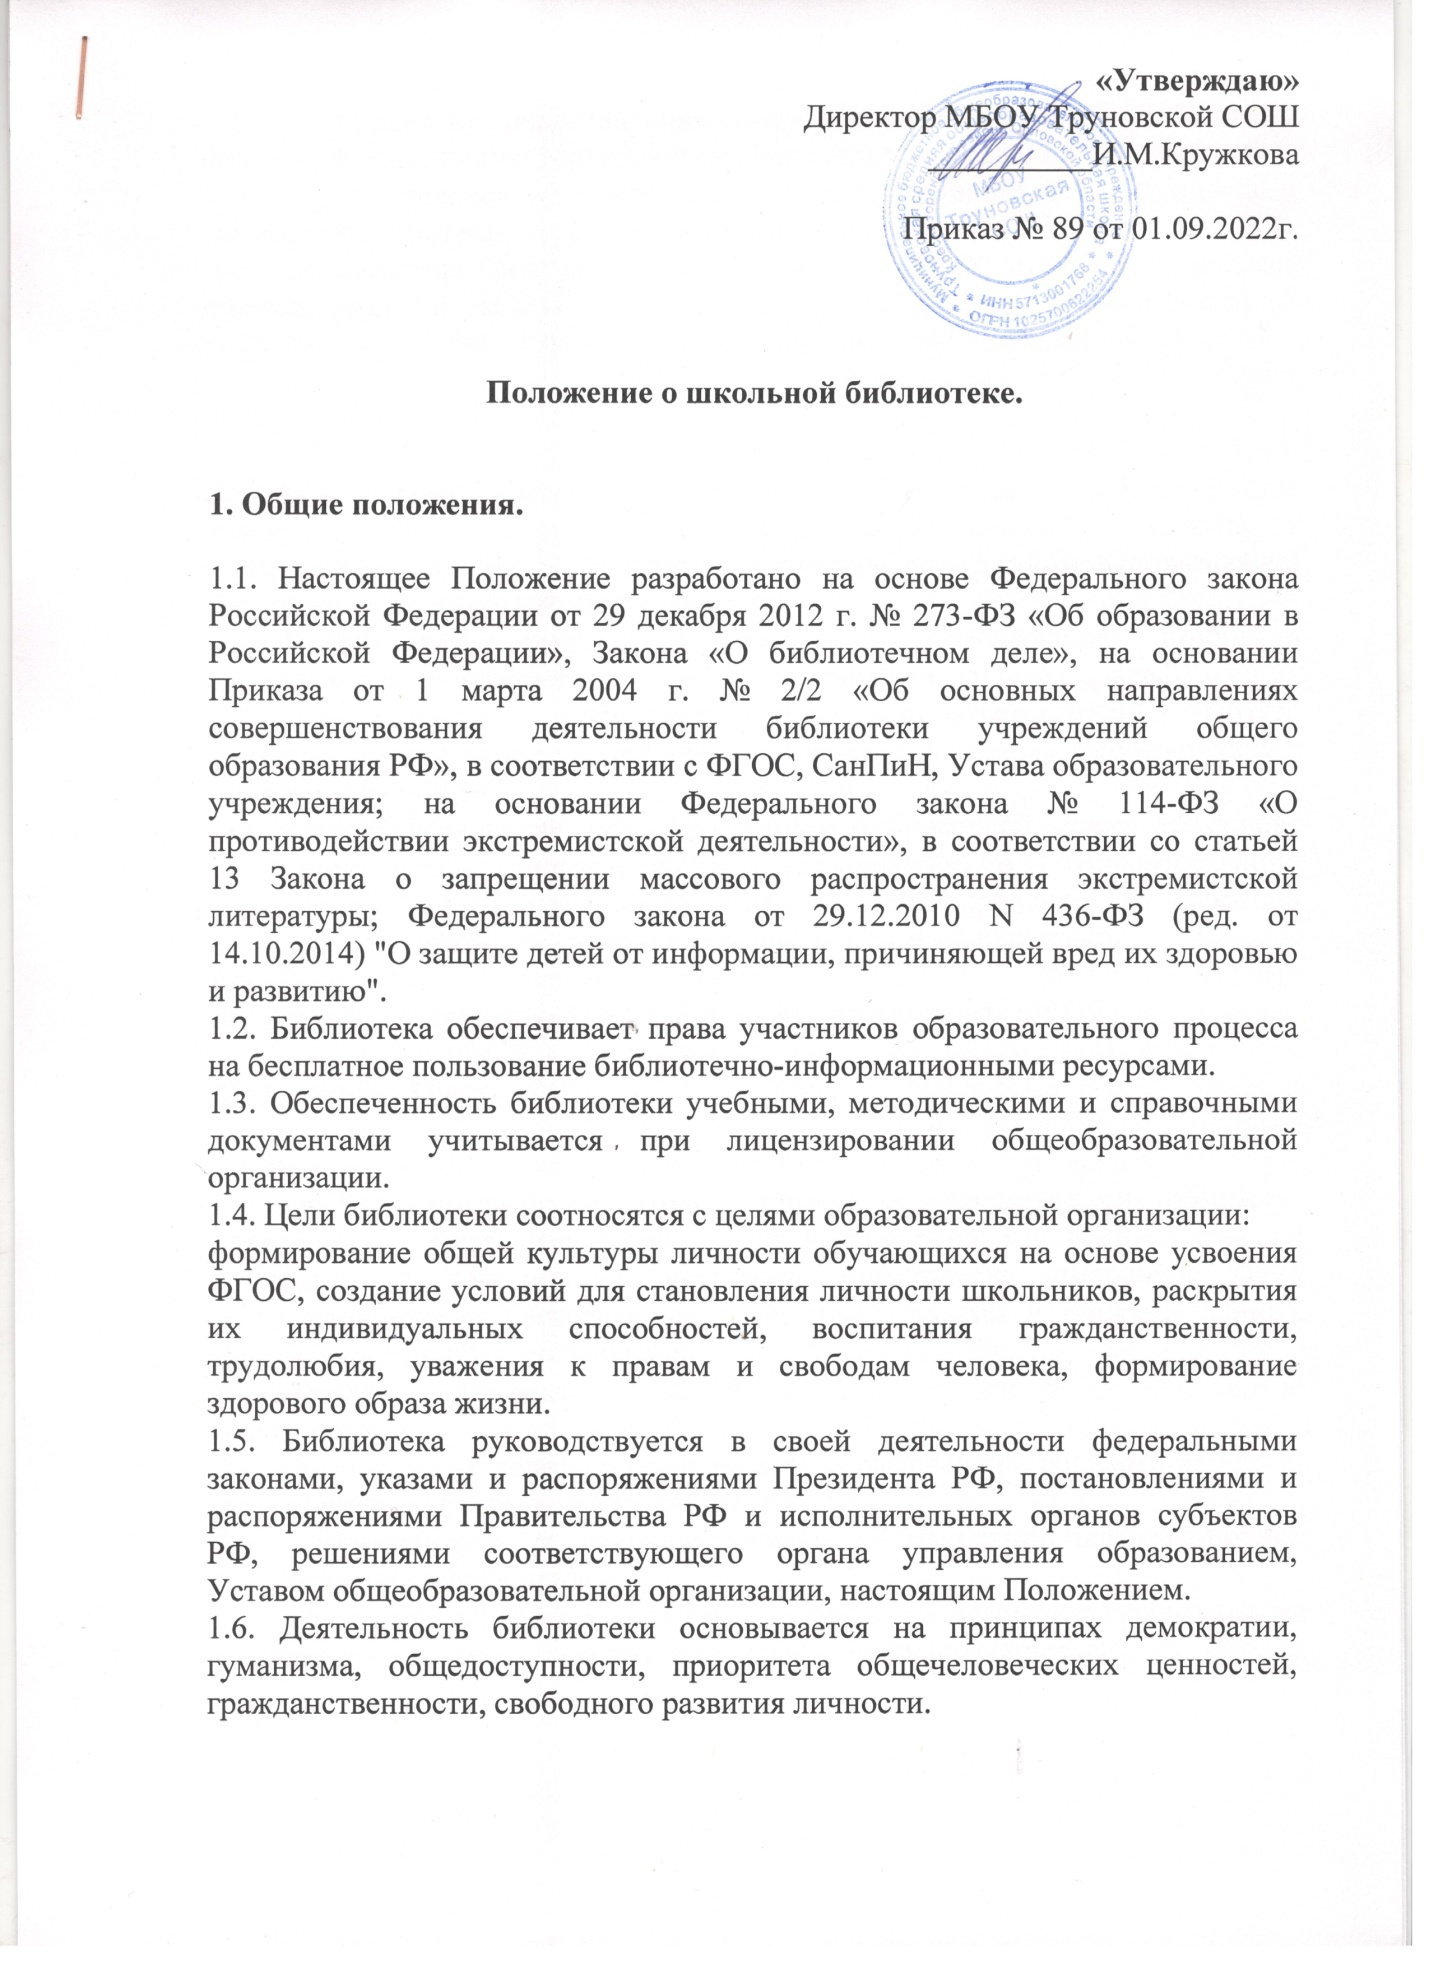 «Утверждаю»
Директор МБОУ Труновской СОШ
__________И.М.Кружкова
МБОУ
Труновская
СОШ
* ИНН 5713001768 *
* ОГРН 1025700622254 *
Приказ № 89 от 01.09.2022г.
Положение о школьной библиотеке.
1. Общие положения.
1.1. Настоящее Положение разработано на основе Федерального закона
Российской Федерации от 29 декабря 2012 г. № 273-ФЗ «Об образовании в
Российской Федерации», Закона «О библиотечном деле», на основании
Приказа от 1 марта 2004 г. № 2/2 «Об основных направлениях
совершенствования деятельности библиотеки учреждений общего
образования РФ», в соответствии с ФГОС, СанПиН, Устава образовательного
учреждения; на основании Федерального закона № 114-ФЗ «О
противодействии экстремистской деятельности», в соответствии со статьей
13 Закона о запрещении массового распространения экстремистской
литературы; Федерального закона от 29.12.2010 N 436-ФЗ (ред. от
14.10.2014) "О защите детей от информации, причиняющей вред их здоровью
и развитию".
1.2. Библиотека обеспечивает права участников образовательного процесса
на бесплатное пользование библиотечно-информационными ресурсами.
1.3. Обеспеченность библиотеки учебными, методическими и справочными
документами учитывается при лицензировании общеобразовательной
организации.
1.4. Цели библиотеки соотносятся с целями образовательной организации:
формирование общей культуры личности обучающихся на основе усвоения
ФГОС, создание условий для становления личности школьников, раскрытия
их индивидуальных способностей, воспитания гражданственности,
трудолюбия, уважения к правам и свободам человека, формирование
здорового образа жизни.
1.5. Библиотека руководствуется в своей деятельности федеральными
законами, указами и распоряжениями Президента РФ, постановлениями и
распоряжениями Правительства РФ и исполнительных органов субъектов
РФ, решениями соответствующего органа управления образованием,
Уставом общеобразовательной организации, настоящим Положением.
1.6. Деятельность библиотеки основывается на принципах демократии,
гуманизма, общедоступности, приоритета общечеловеческих ценностей,
гражданственности, свободного развития личности.